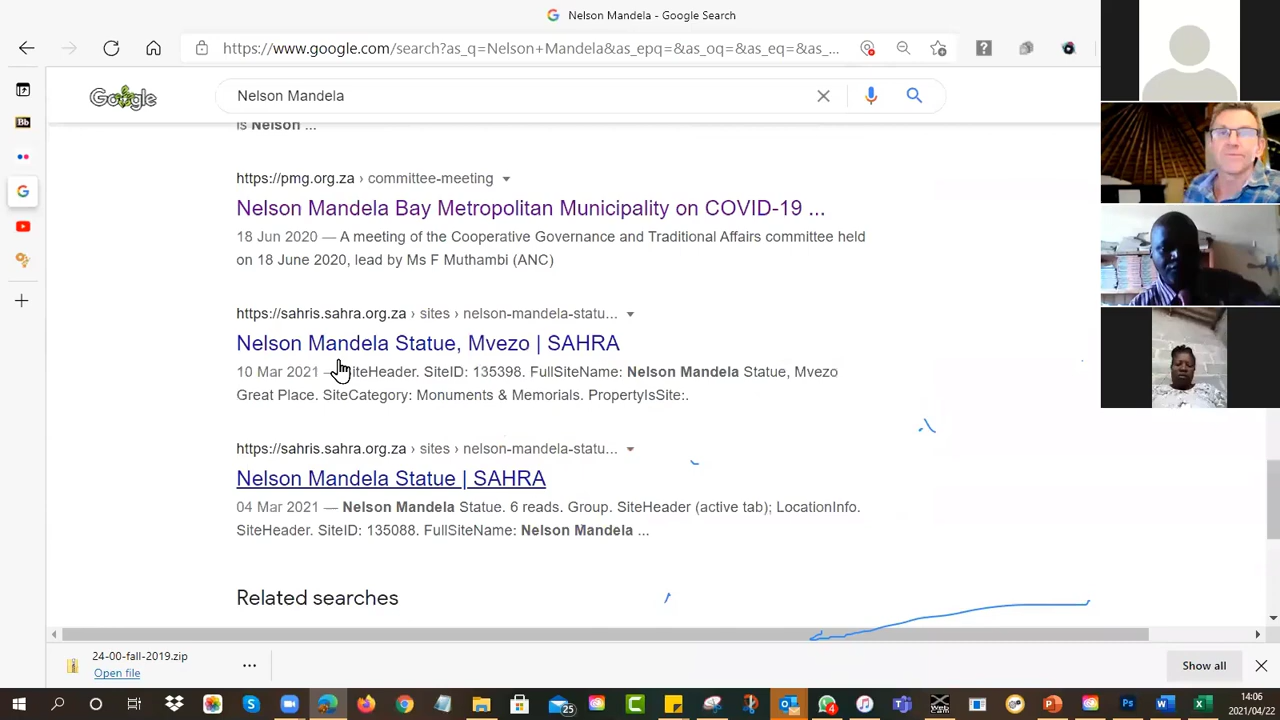 Nelson Mandela - Google Search
https://www.google.com/search?as_q=Nelson+Mandela&as_epq=&as_oq=&as_eq=&as_...
Google
Nelson Mandela
is Nelson ...
https://pmg.org.za › committee-meeting
Nelson Mandela Bay Metropolitan Municipality on COVID-19 ...
18 Jun 2020 — A meeting of the Cooperative Governance and Traditional Affairs committee held
on 18 June 2020, lead by Ms F Muthambi (ANC)
https://sahris.sahra.org.za › sites › nelson-mandela-statu...
Nelson Mandela Statue, Mvezo | SAHRA
10 Mar 2021 — SiteHeader. SiteID: 135398. FullSiteName: Nelson Mandela Statue, Mvezo
Great Place. SiteCategory: Monuments & Memorials. PropertyIsSite:.
https://sahris.sahra.org.za › sites › nelson-mandela-statu...
Nelson Mandela Statue | SAHRA
04 Mar 2021 — Nelson Mandela Statue. 6 reads. Group. SiteHeader (active tab); LocationInfo.
SiteHeader. SiteID: 135088. FullSiteName: Nelson Mandela ...
Related searches
24-00-fall-2019.zip
Open file
Show all
25
4
14:06
2021/04/22